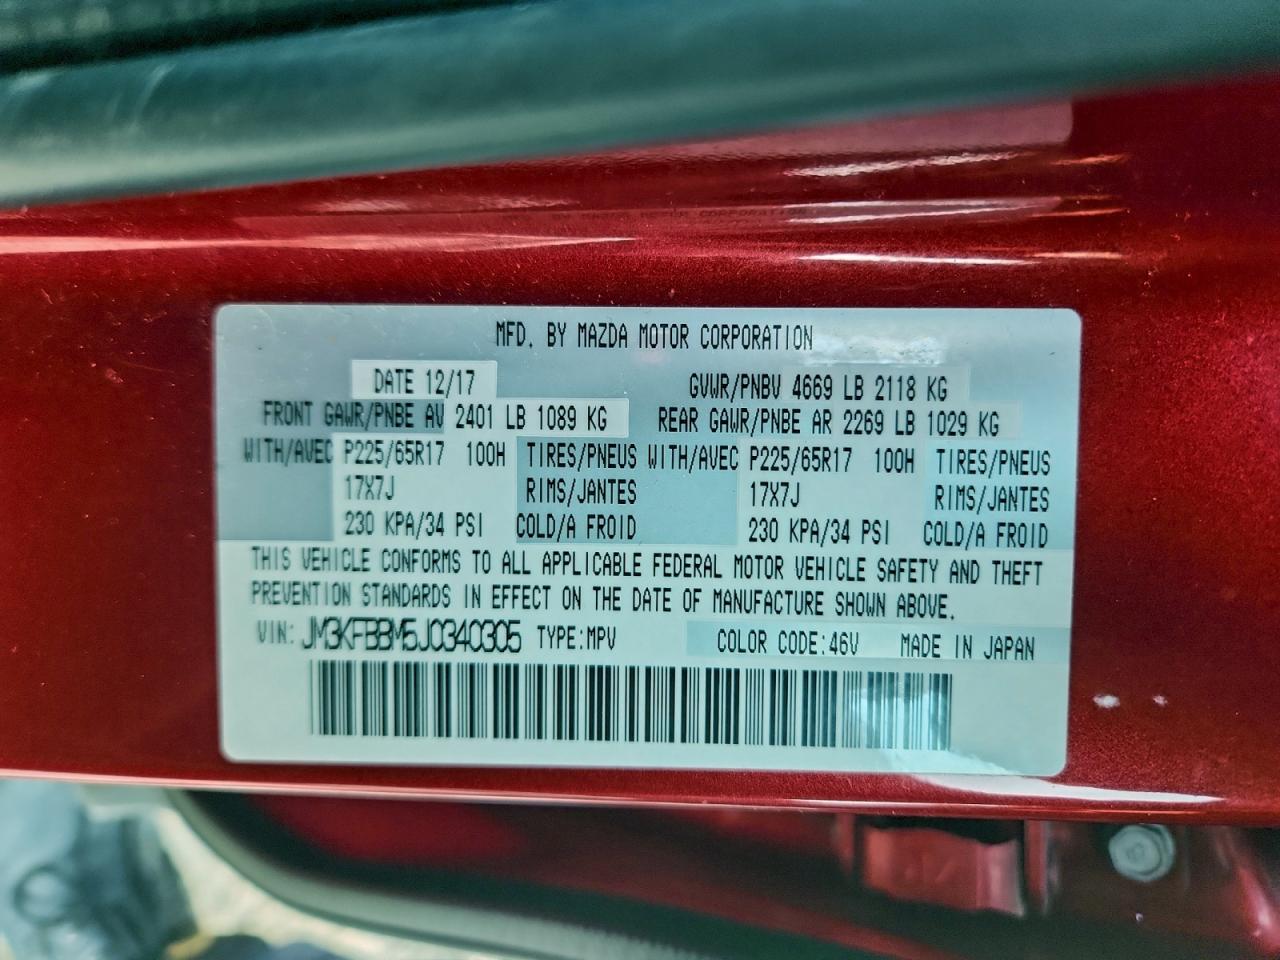 MFD. BY MAZDA MOTOR CORPORATION
DATE 12/17 GVWR/PNBV 4669 LB 2118 KG
FRONT GAWR/PNBE AV 2401 LB 1089 KG REAR GAWR/PNBE AR 2269 LB 1029 KG
WITH/AVEC P225/65R17 100H TIRES/PNEUS WITH/AVEC P225/65R17 100H TIRES/PNEUS
17X7J RIMS/JANTES 17X7J RIMS/JANTES
230 KPA/34 PSI COLD/A FROID 230 KPA/34 PSI COLD/A FROID
THIS VEHICLE CONFORMS TO ALL APPLICABLE FEDERAL MOTOR VEHICLE SAFETY AND THEFT
PREVENTION STANDARDS IN EFFECT ON THE DATE OF MANUFACTURE SHOWN ABOVE.
VIN: JM3KFBBM5J0340305 TYPE:MPV COLOR CODE:46V MADE IN JAPAN